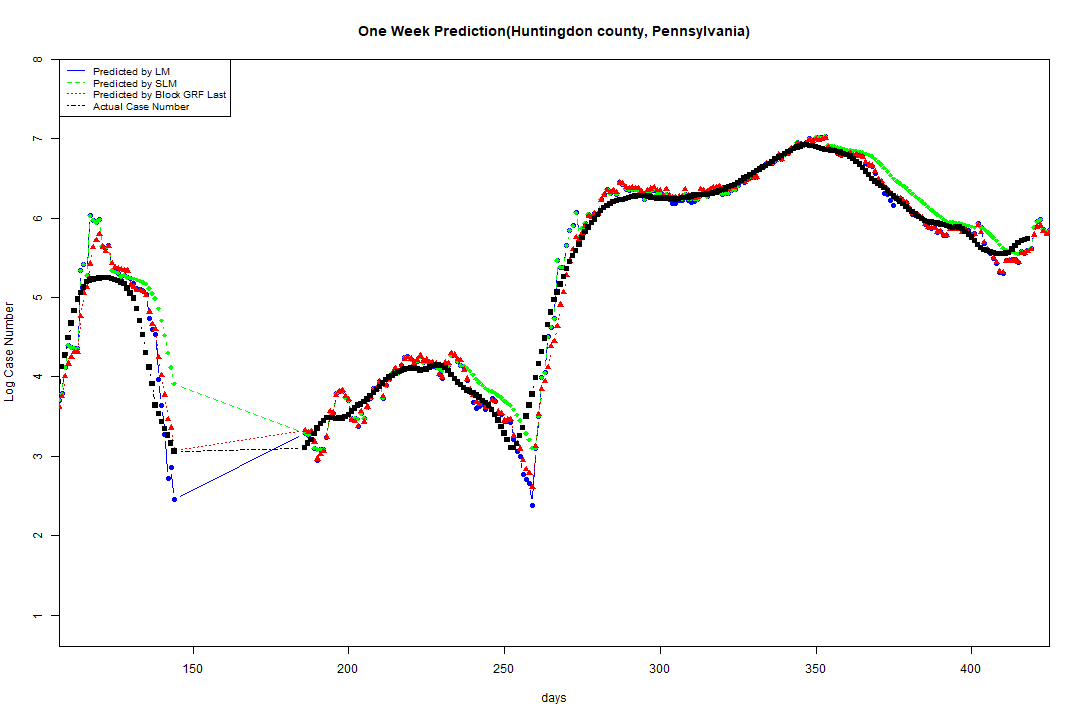 One Week Prediction(Huntingdon county, Pennsylvania)
Predicted by LM
Predicted by SLM
Predicted by Block GRF Last
Actual Case Number
8
7
6
5
4
3
2
1
Log Case Number
150 200 250 300 350 400
days